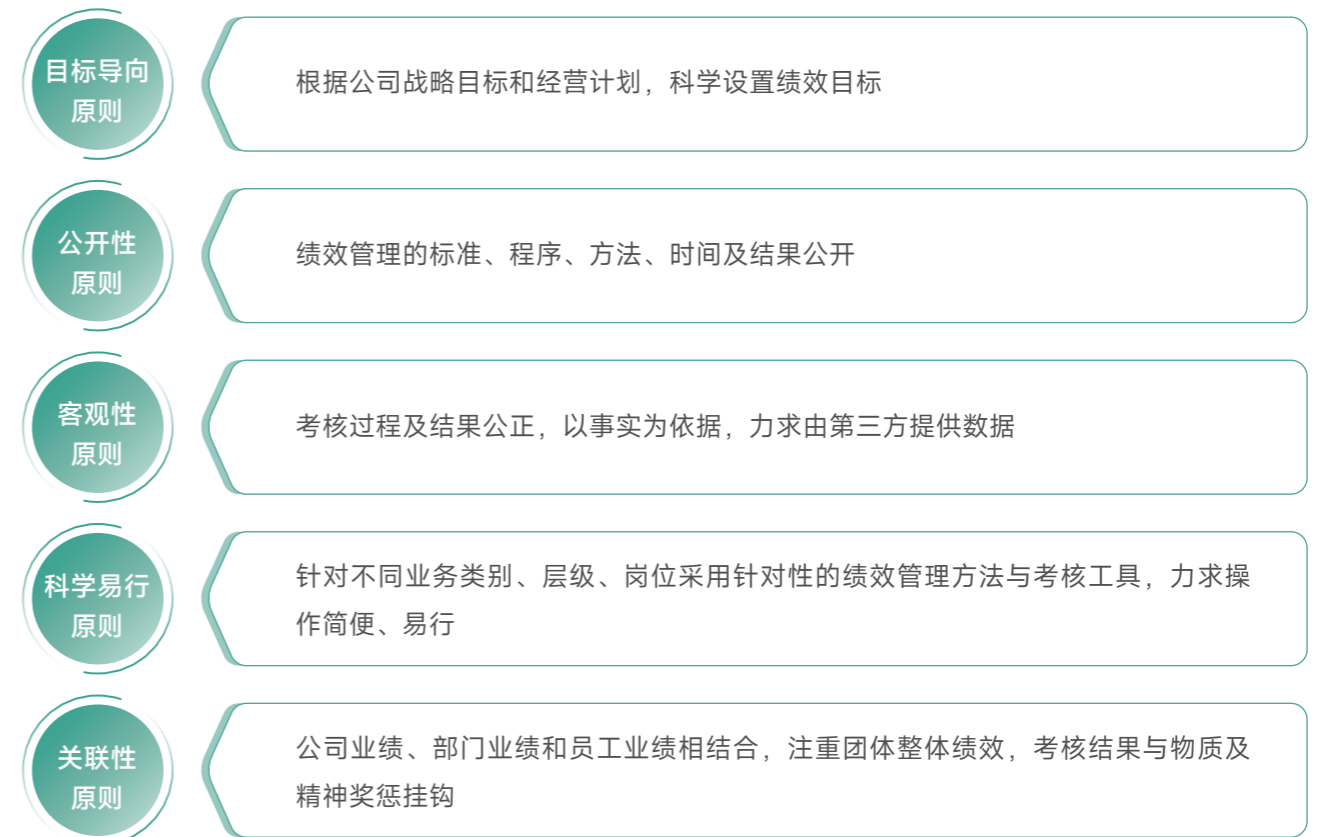 目标导向
原则
根据公司战略目标和经营计划，科学设置绩效目标
公开性
原则
绩效管理的标准、程序、方法、时间及结果公开
客观性
原则
考核过程及结果公正，以事实为依据，力求由第三方提供数据
科学易行
原则
针对不同业务类别、层级、岗位采用针对性的绩效管理方法与考核工具，力求操
作简便、易行
关联性
原则
公司业绩、部门业绩和员工业绩相结合，注重团体整体绩效，考核结果与物质及
精神奖惩挂钩